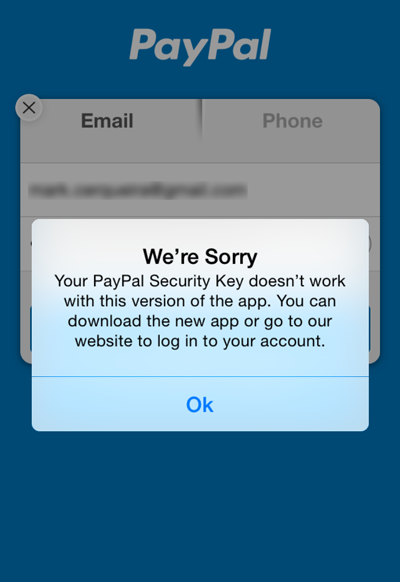 PayPal
Email Phone
We're Sorry
Your PayPal Security Key doesn't work
with this version of the app. You can
download the new app or go to our
website to log in to your account.
Ok